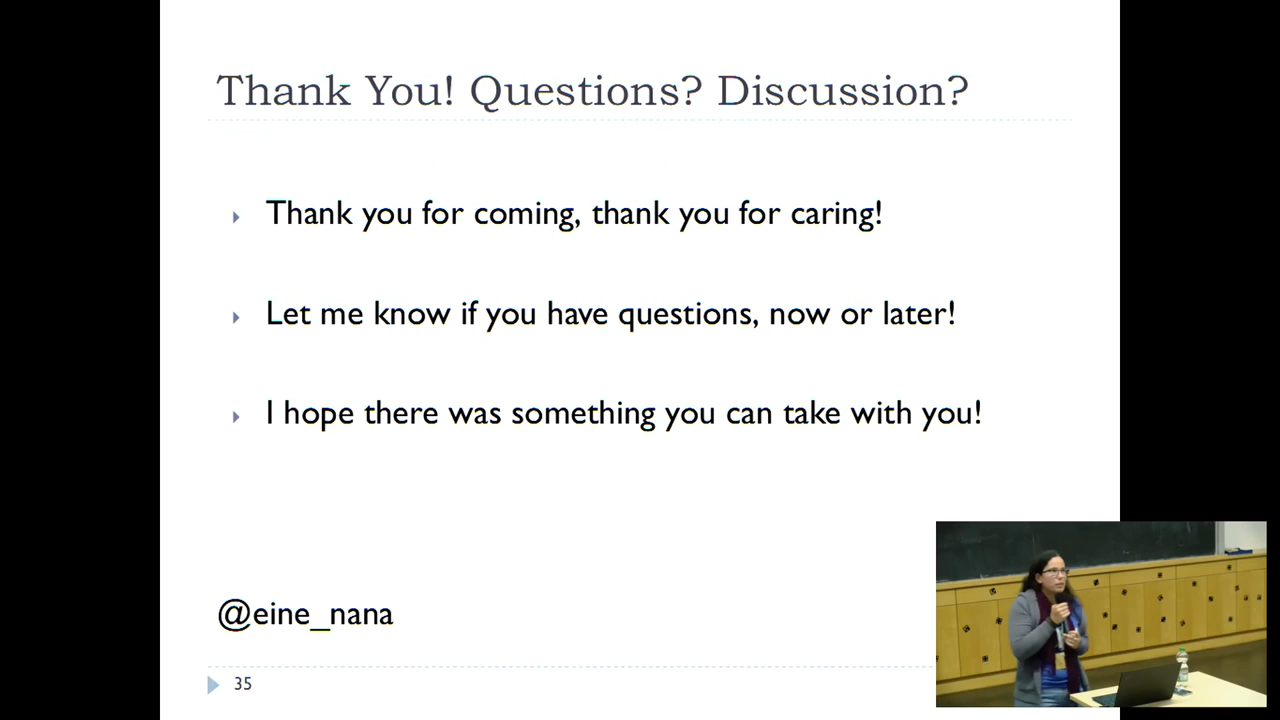 Thank You! Questions? Discussion?
Thank you for coming, thank you for caring!
Let me know if you have questions, now or later!
I hope there was something you can take with you!
@eine_nana
35